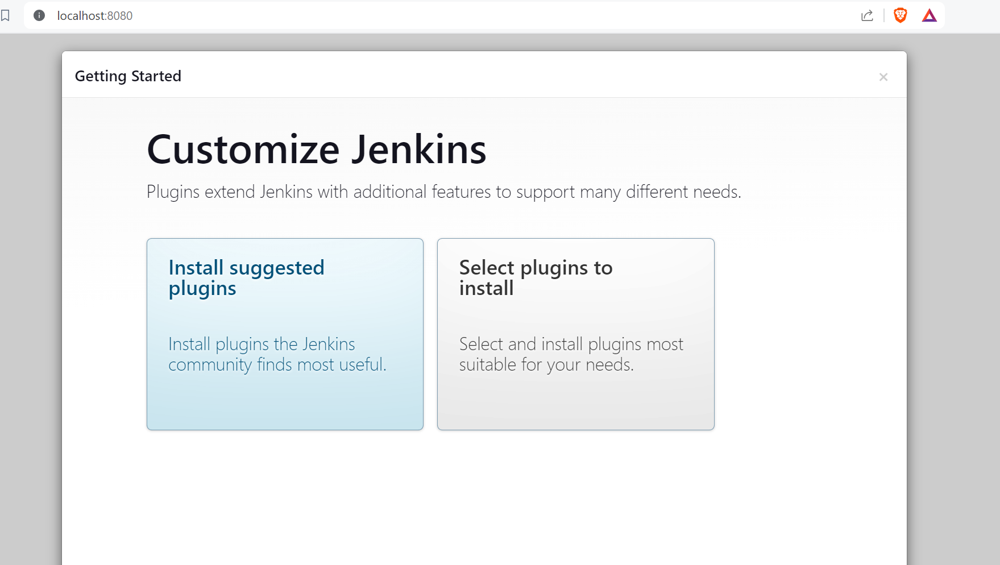 localhost:8080
Getting Started
×
Customize Jenkins
Plugins extend Jenkins with additional features to support many different needs.
Install suggested
plugins
Install plugins the Jenkins
community finds most useful.
Select plugins to
install
Select and install plugins most
suitable for your needs.